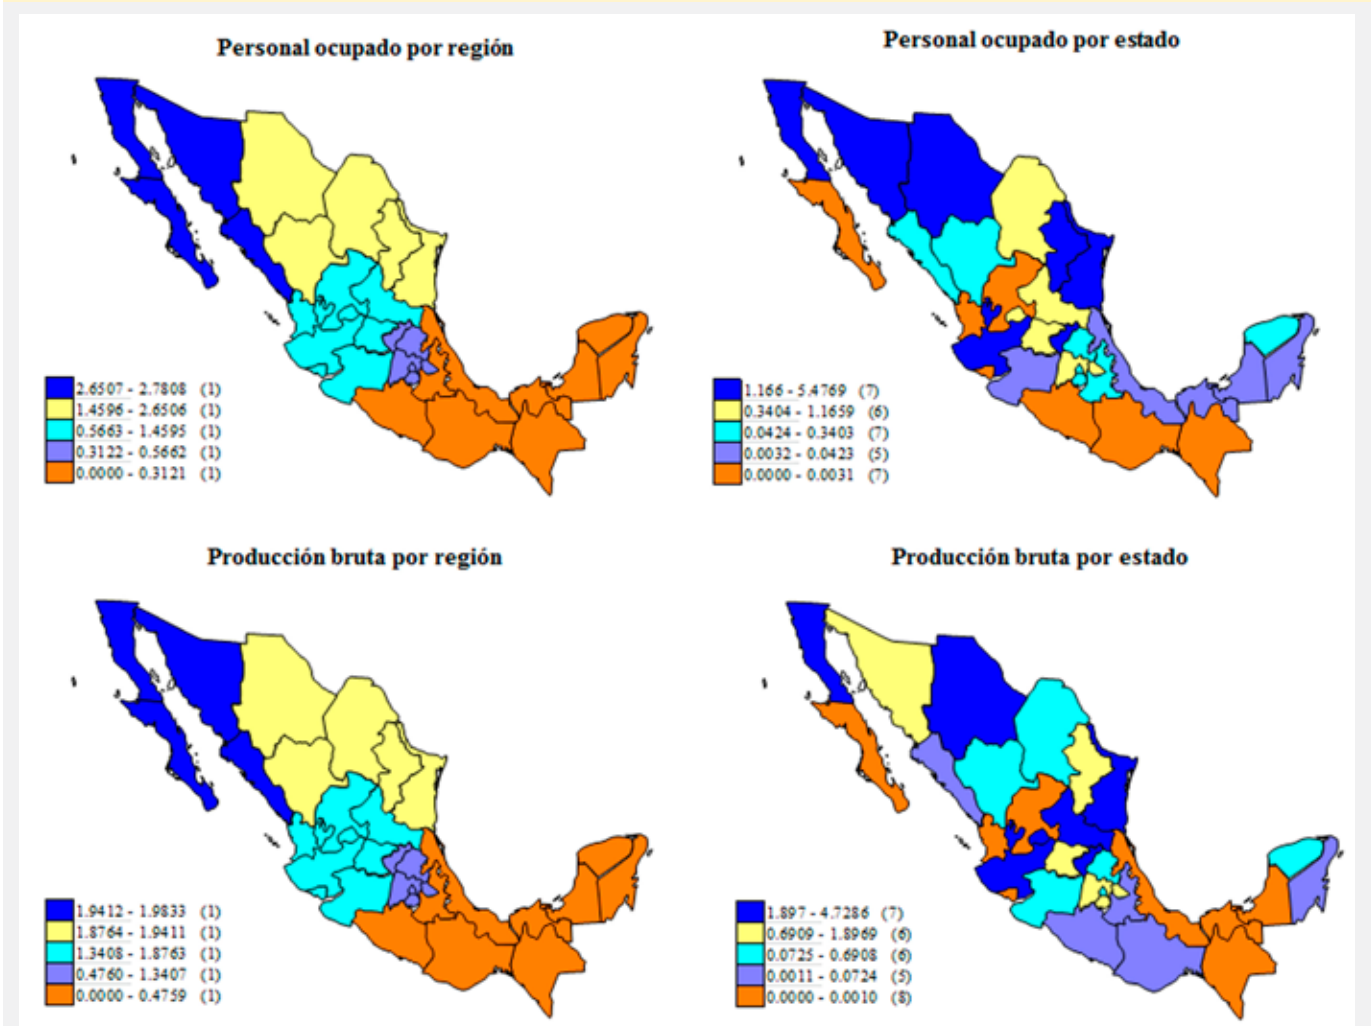 Personal ocupado por región
2.6507 - 2.7808 (1)
1.4596 - 2.6506 (1)
0.5663 - 1.4595 (1)
0.3122 - 0.5662 (1)
0.0000 - 0.3121 (1)
Personal ocupado por estado
1.166 - 5.4769 (7)
0.3404 - 1.1659 (6)
0.0424 - 0.3403 (7)
0.0032 - 0.0423 (5)
0.0000 - 0.0031 (7)
Producción bruta por región
1.9412 - 1.9833 (1)
1.8764 - 1.9411 (1)
1.3408 - 1.8763 (1)
0.4760 - 1.3407 (1)
0.0000 - 0.4759 (1)
Producción bruta por estado
1.897 - 4.7286 (7)
0.6909 - 1.8969 (6)
0.0725 - 0.6908 (6)
0.0011 - 0.0724 (5)
0.0000 - 0.0010 (8)